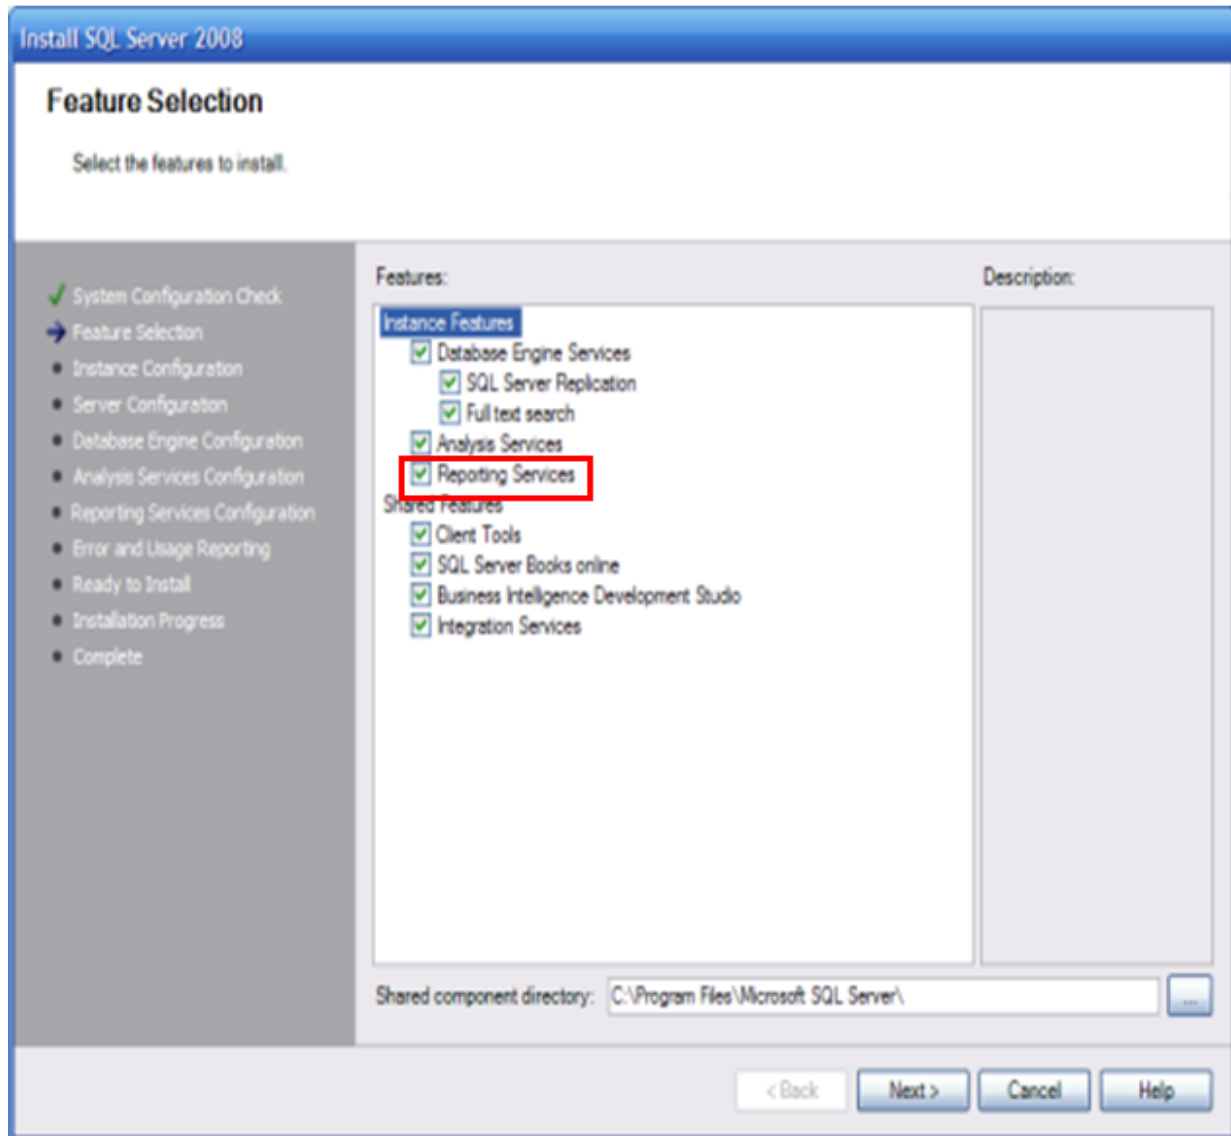 Install SQL Server 2008
Feature Selection
Select the features to install.
System Configuration Check
Feature Selection
Instance Configuration
Server Configuration
Database Engine Configuration
Analysis Services Configuration
Reporting Services Configuration
Error and Usage Reporting
Ready to Install
Installation Progress
Complete
Features:
Instance Features
Database Engine Services
SQL Server Replication
Full text search
Analysis Services
Reporting Services
Shared Features
Client Tools
SQL Server Books online
Business Intelligence Development Studio
Integration Services
Description:
Shared component directory: C:\Program Files\Microsoft SQL Server\
...
< Back Next > Cancel Help